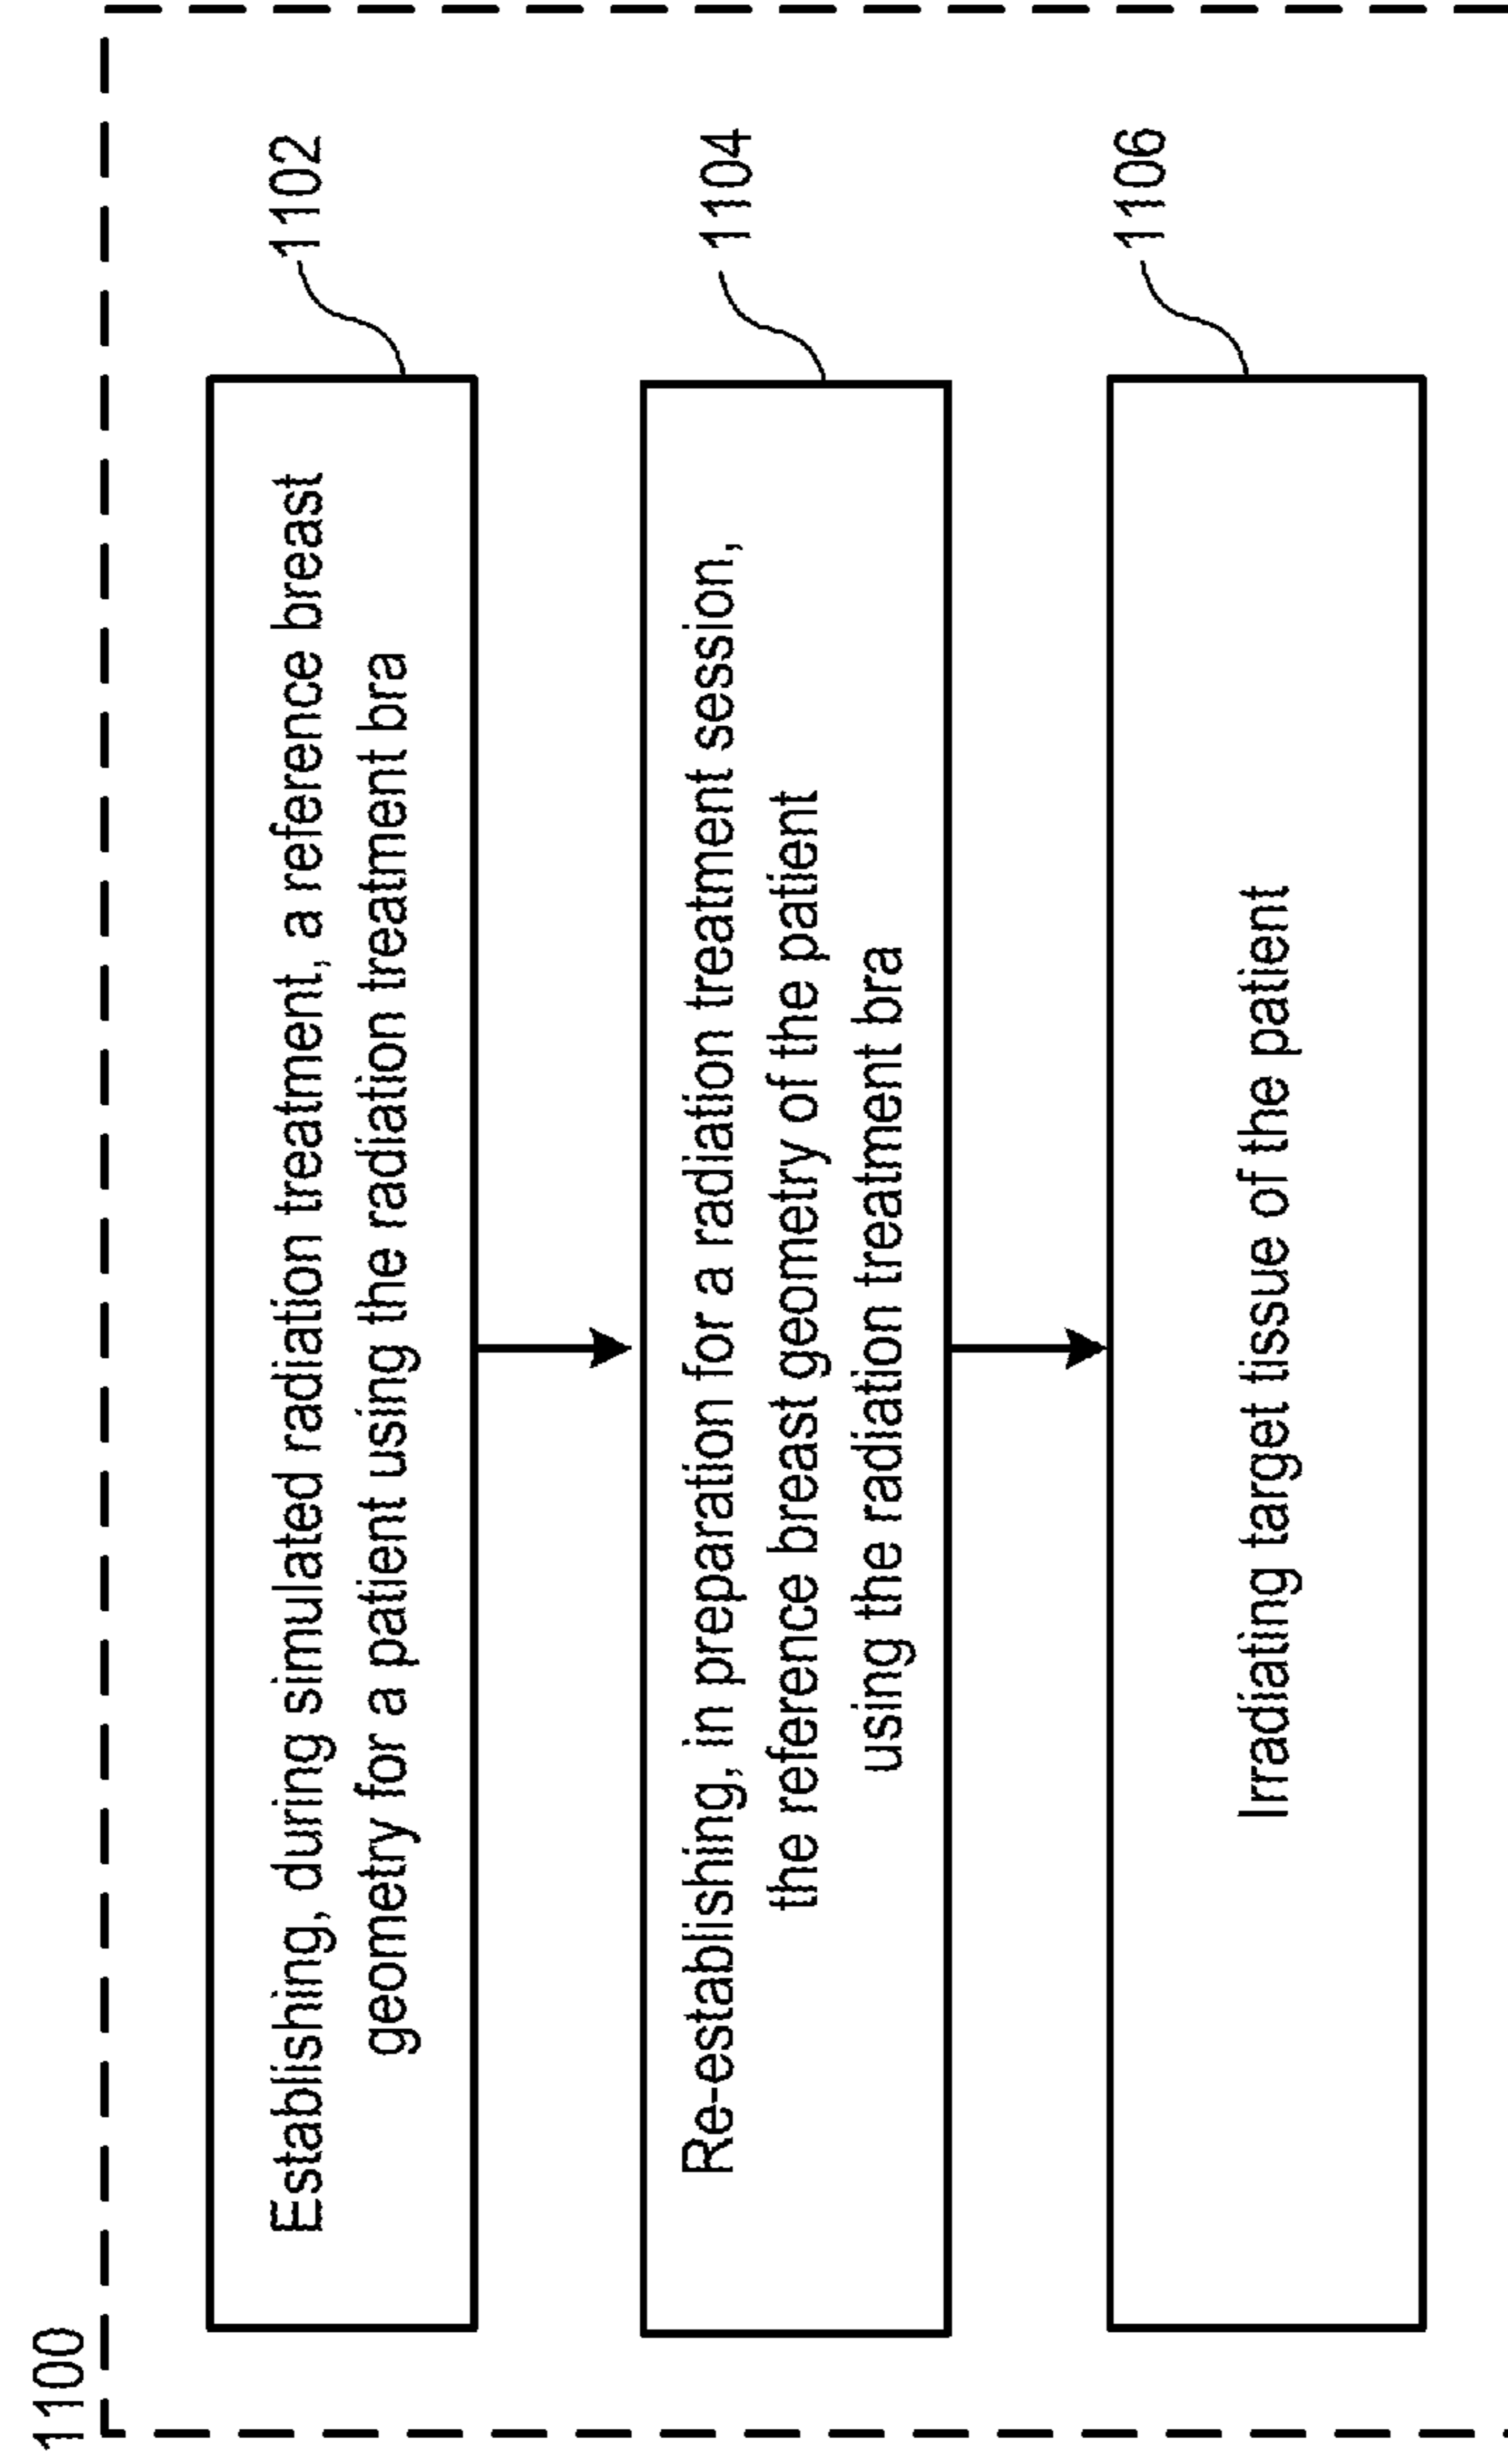 1100
Establishing, during simulated radiation treatment, a reference breast
geometry for a patient using the radiation treatment bra
1102
Re-establishing, in preparation for a radiation treatment session,
the reference breast geometry of the patient
using the radiation treatment bra
1104
Irradiating target tissue of the patient
1106